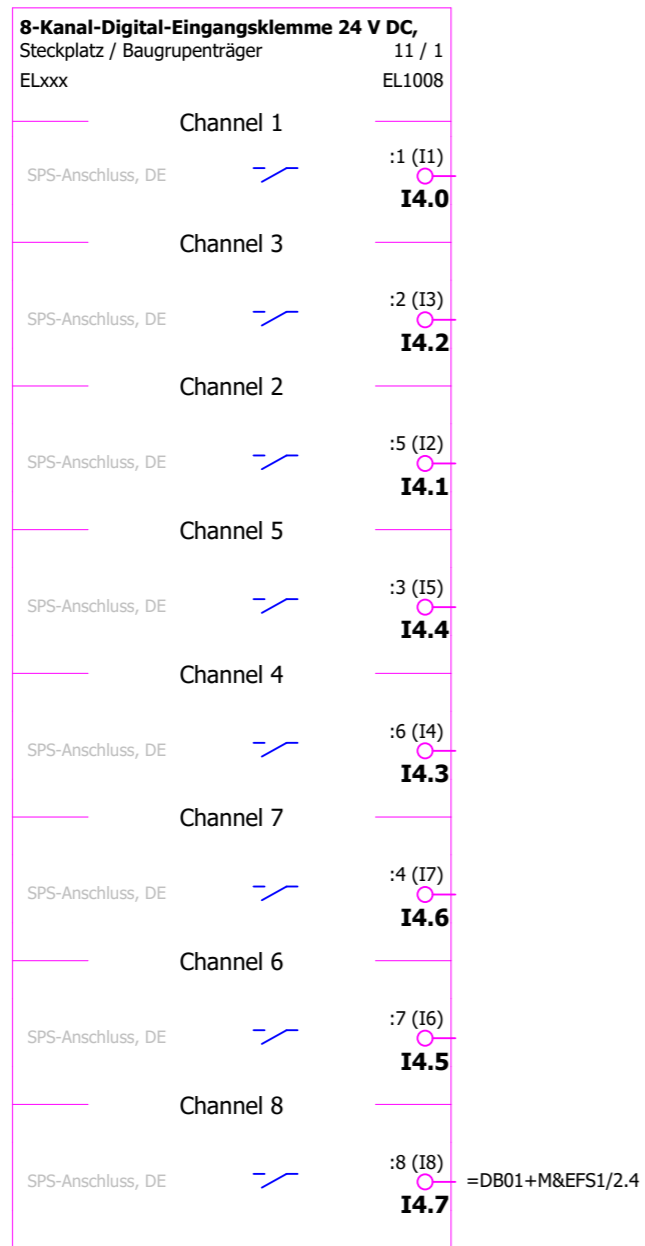 8-Kanal-Digital-Eingangsklemme 24 V DC,
Steckplatz / Baugrupenträger 11 / 1
ELxxx EL1008
Channel 1
:1 (I1)
SPS-Anschluss, DE
I4.0
Channel 3
:2 (I3)
SPS-Anschluss, DE
I4.2
Channel 2
:5 (I2)
SPS-Anschluss, DE
I4.1
Channel 5
:3 (I5)
SPS-Anschluss, DE
I4.4
Channel 4
:6 (I4)
SPS-Anschluss, DE
I4.3
Channel 7
:4 (I7)
SPS-Anschluss, DE
I4.6
Channel 6
:7 (I6)
SPS-Anschluss, DE
I4.5
Channel 8
:8 (I8)
SPS-Anschluss, DE =DB01+M&EFS1/2.4
I4.7